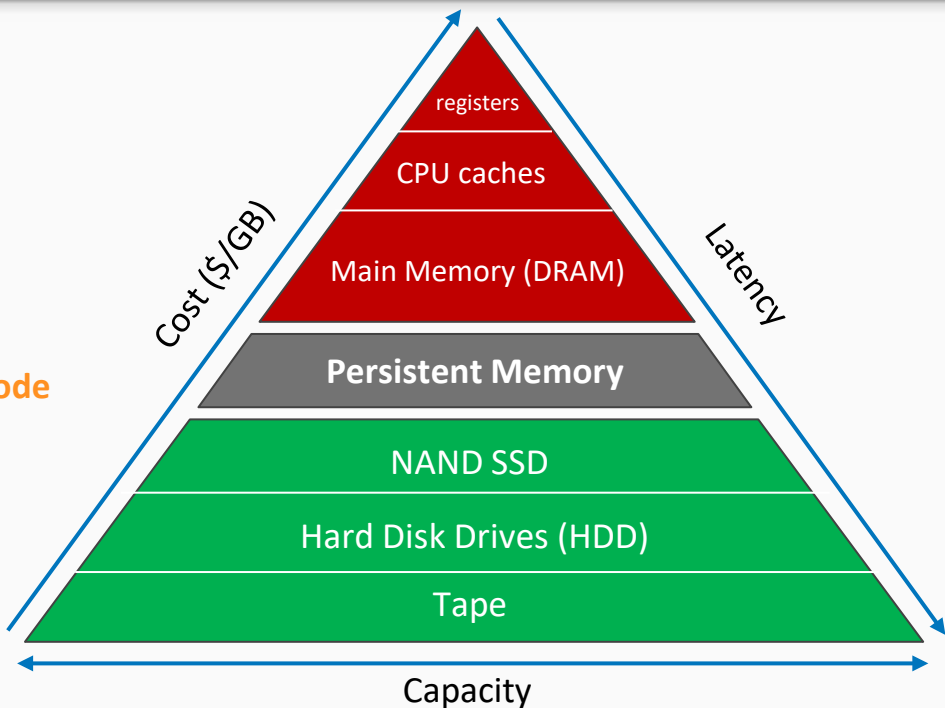 registers
CPU caches
Cost ($/GB)
Latency
Main Memory (DRAM)
Persistent Memory
ode
NAND SSD
Hard Disk Drives (HDD)
Tape
Capacity